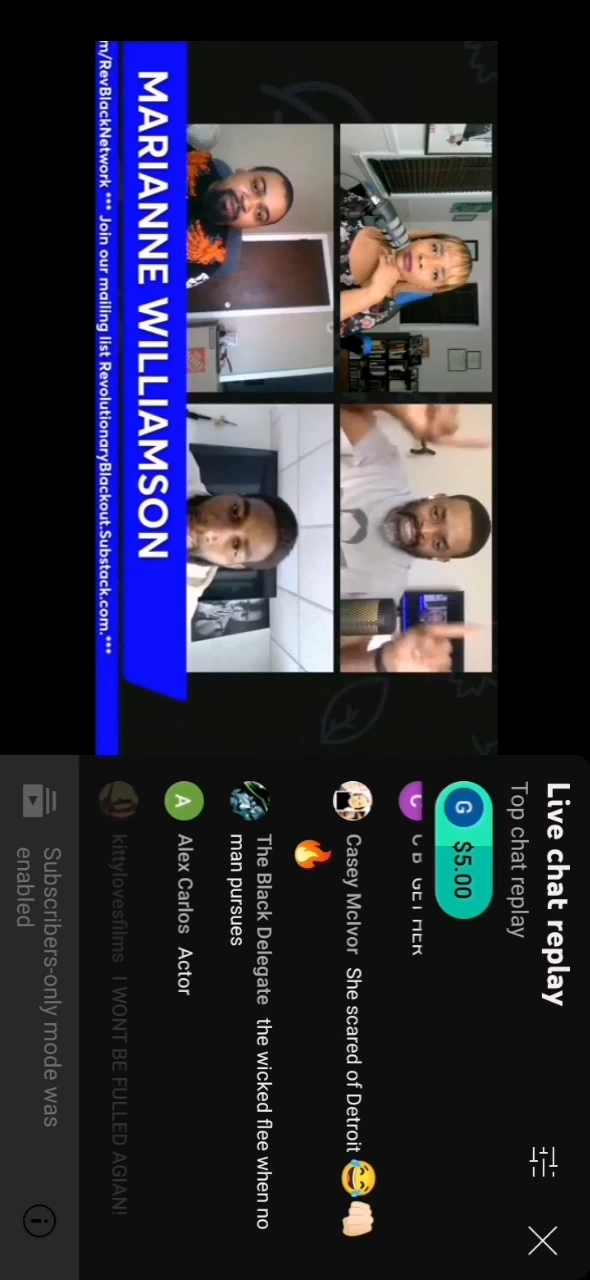 MARIANNE WILLIAMSON
m/RevBlackNetwork *** Join our mailing list RevolutionaryBlackout.Substack.com.***
Live chat replay
Top chat replay
G $5.00
C B GET HER
Casey McIvor She scared of Detroit 😂👊🏻
🔥
The Black Delegate the wicked flee when no
man pursues
A Alex Carlos Actor
kittylovesfilms I WONT BE FULLED AGIAN!
Subscribers-only mode was
enabled